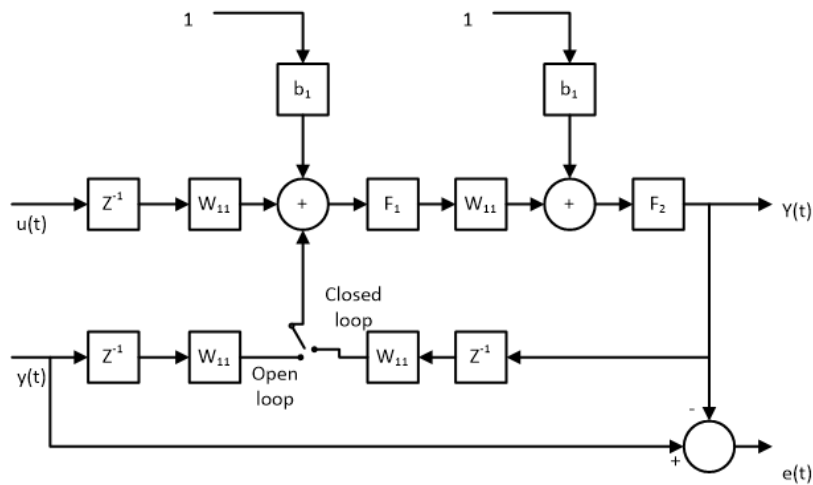 1
1
b₁
b₁
Z⁻¹
W₁₁
+
F₁
W₁₁
+
F₂
u(t)
Y(t)
Closed
loop
Z⁻¹
W₁₁
W₁₁
Z⁻¹
y(t)
Open
loop
-
+
e(t)